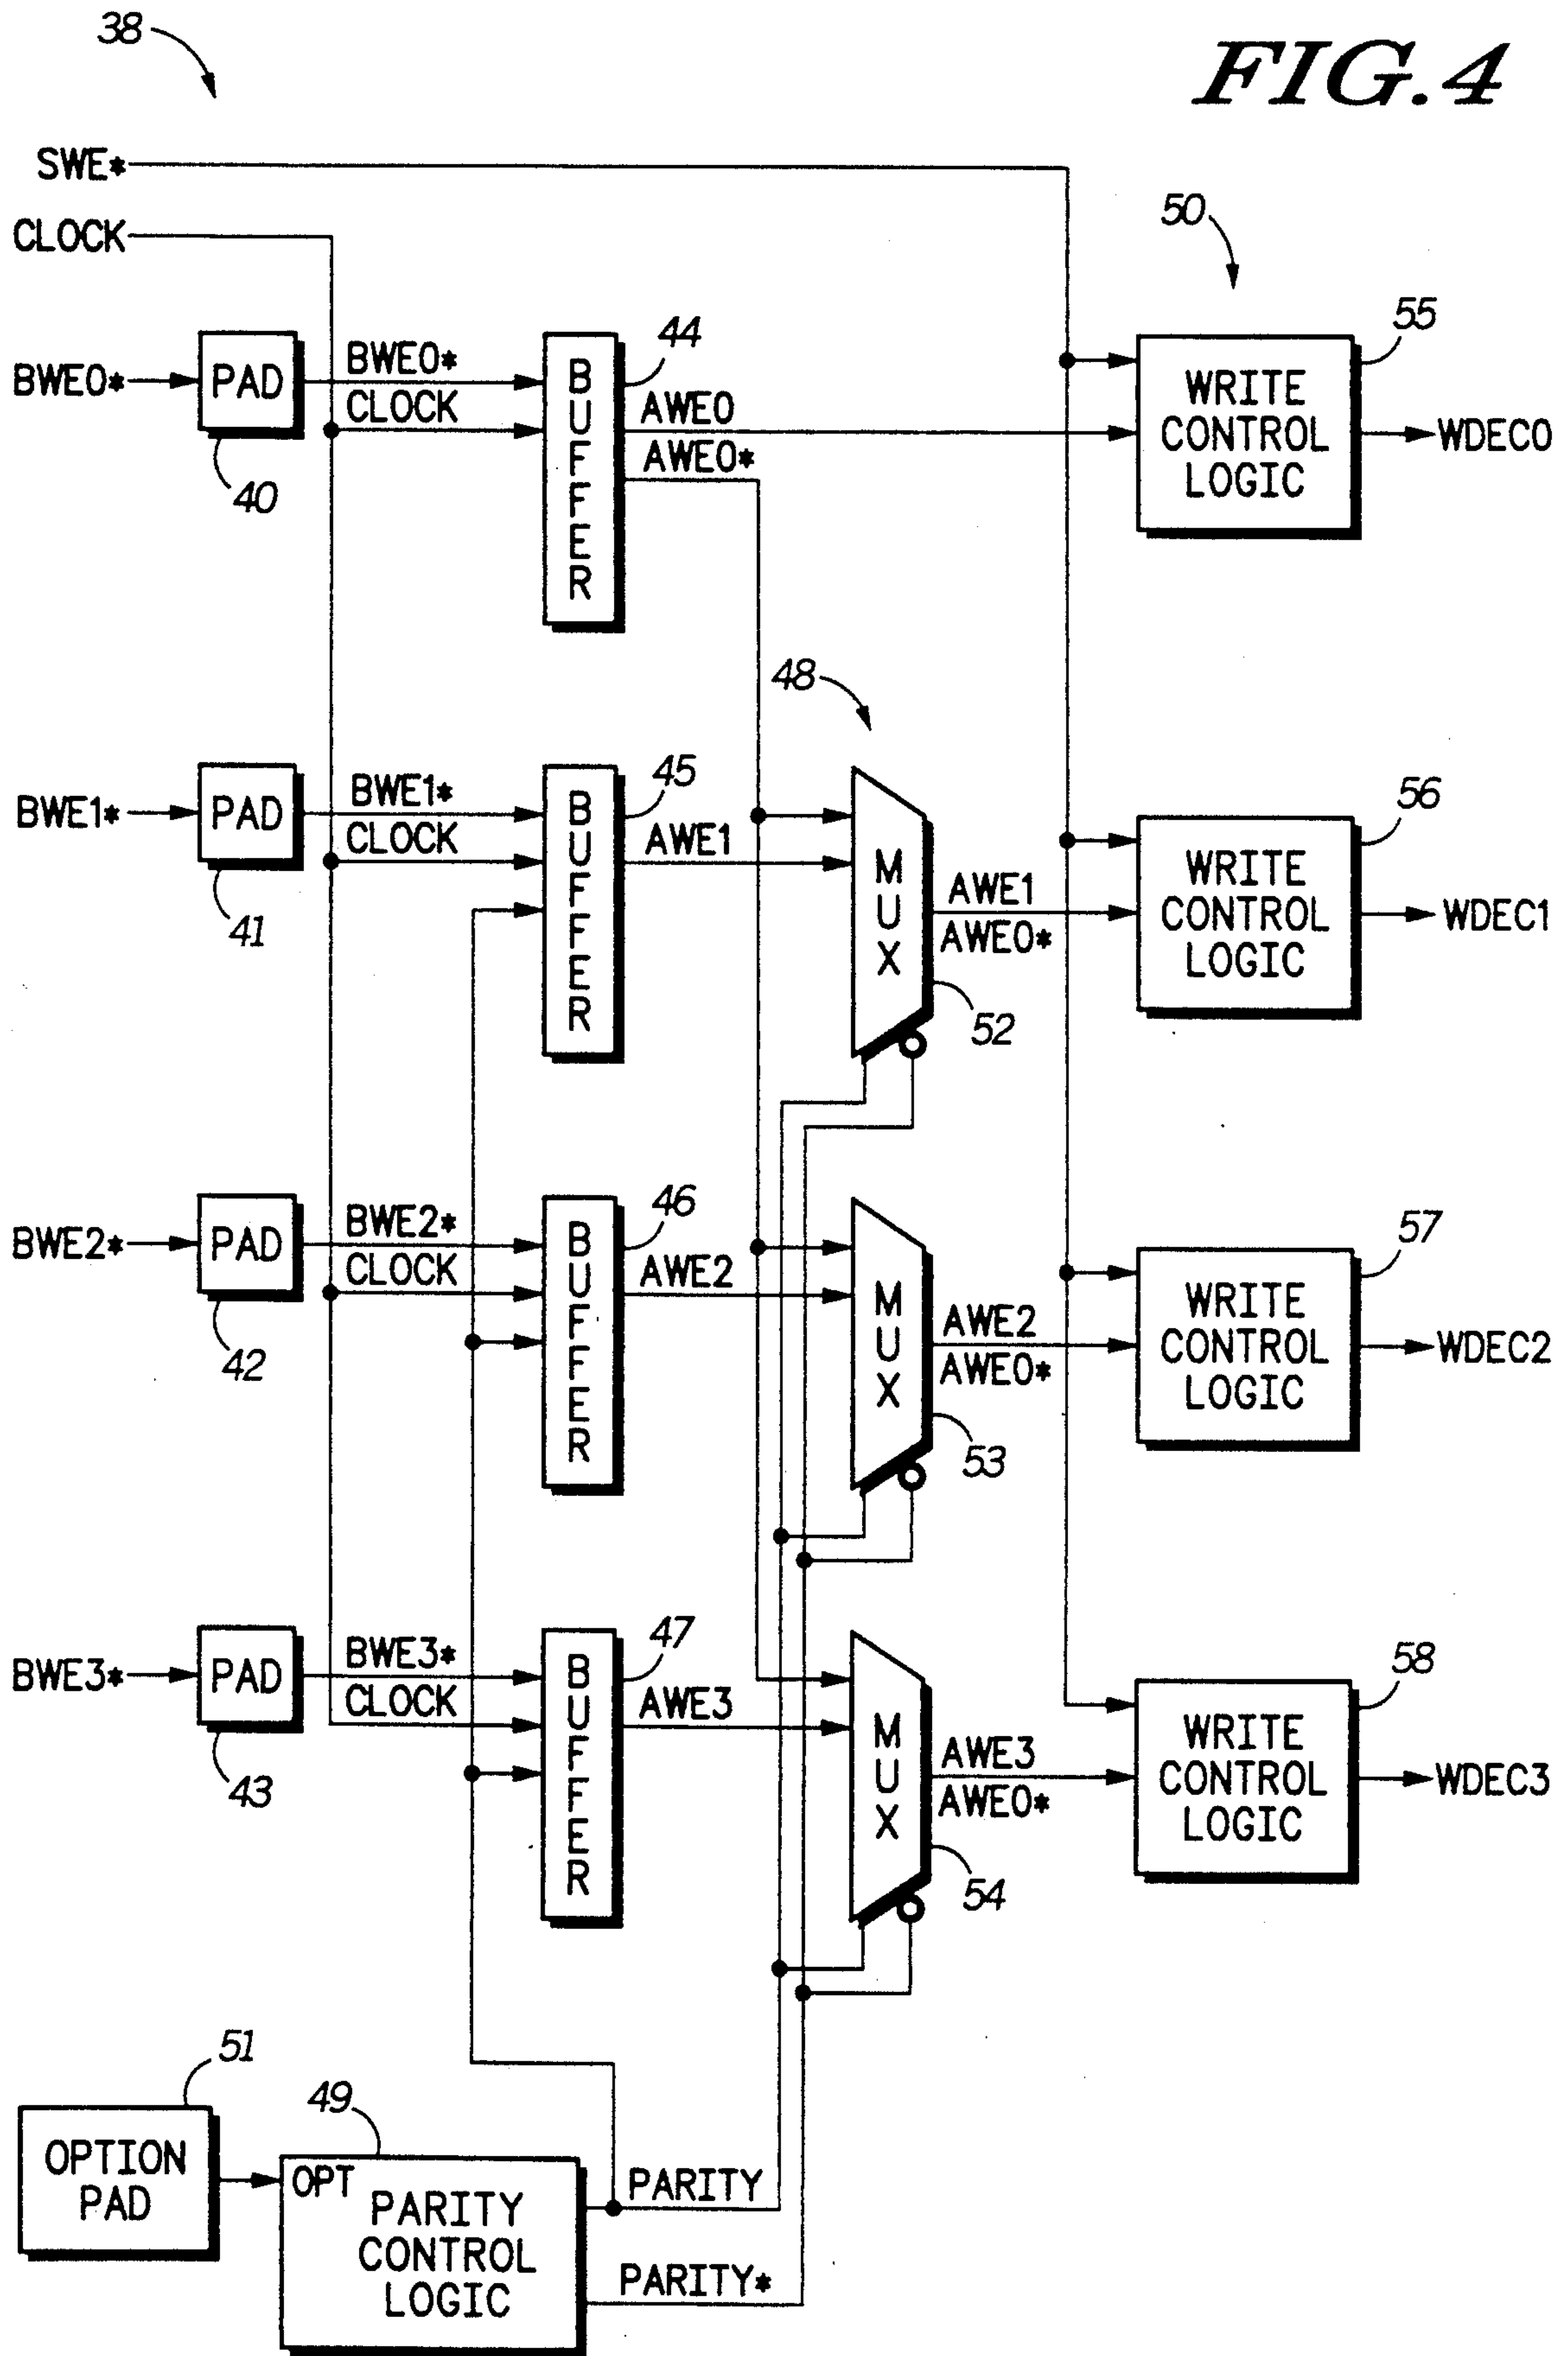 38
FIG.4
SWE*
CLOCK
50
BWE0*
PAD
40
BWE0*
CLOCK
BUFFER
44
AWE0
AWE0*
WRITE
CONTROL
LOGIC
55
WDEC0
48
BWE1*
PAD
41
BWE1*
CLOCK
BUFFER
45
AWE1
MUX
52
AWE1
AWE0*
WRITE
CONTROL
LOGIC
56
WDEC1
BWE2*
PAD
42
BWE2*
CLOCK
BUFFER
46
AWE2
MUX
53
AWE2
AWE0*
WRITE
CONTROL
LOGIC
57
WDEC2
BWE3*
PAD
43
BWE3*
CLOCK
BUFFER
47
AWE3
MUX
54
AWE3
AWE0*
WRITE
CONTROL
LOGIC
58
WDEC3
51
OPTION
PAD
49
OPT
PARITY
CONTROL
LOGIC
PARITY
PARITY*